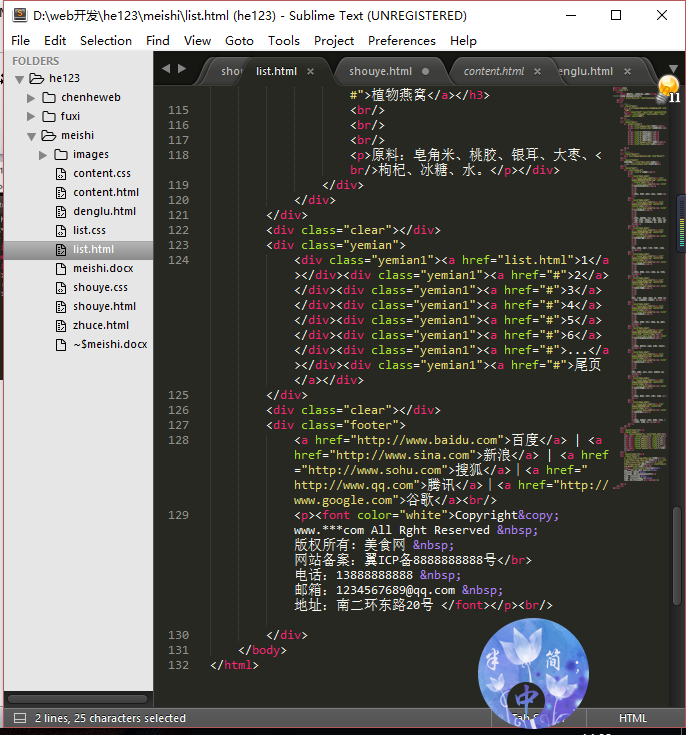 D:\web开发\he123\meishi\list.html (he123) - Sublime Text (UNREGISTERED)
File Edit Selection Find View Goto Tools Project Preferences Help
FOLDERS
he123
chenheweb
fuxi
meishi
images
content.css
content.html
denglu.html
list.css
list.html
meishi.docx
shouye.css
shouye.html
zhuce.html
~$meishi.docx
shou list.html shouye.html content.html englu.html
#">植物燕窝</a></h3>
115 <br/>
116 <br/>
117 <br/>
118 <p>原料：皂角米、桃胶、银耳、大枣、<
br/>枸杞、冰糖、水。</p></div>
119 </div>
120 </div>
121 </div>
122 <div class="clear"></div>
123 <div class="yemian">
124 <div class="yemian1"><a href="list.html">1</a
></div><div class="yemian1"><a href="#">2</a>
</div><div class="yemian1"><a href="#">3</a>
</div><div class="yemian1"><a href="#">4</a>
</div><div class="yemian1"><a href="#">5</a>
</div><div class="yemian1"><a href="#">6</a>
</div><div class="yemian1"><a href="#">...</a
></div><div class="yemian1"><a href="#">尾页
</a></div>
125 </div>
126 <div class="clear"></div>
127 <div class="footer">
128 <a href="http://www.baidu.com">百度</a> | <a
href="http://www.sina.com">新浪</a> | <a href
="http://www.sohu.com">搜狐</a>｜<a href="
http://www.qq.com">腾讯</a>｜<a href="http://
www.google.com">谷歌</a><br/>
129 <p><font color="white">Copyright&copy;
www.***com All Rght Reserved &nbsp;
版权所有：美食网 &nbsp;
网站备案：翼ICP备8888888888号</br>
电话：13888888888 &nbsp;
邮箱：1234567689@qq.com &nbsp;
地址：南二环东路20号 </font></p><br/>
130 </div>
131 </body>
132 </html>
半 简 ;
中
2 lines, 25 characters selected
HTML